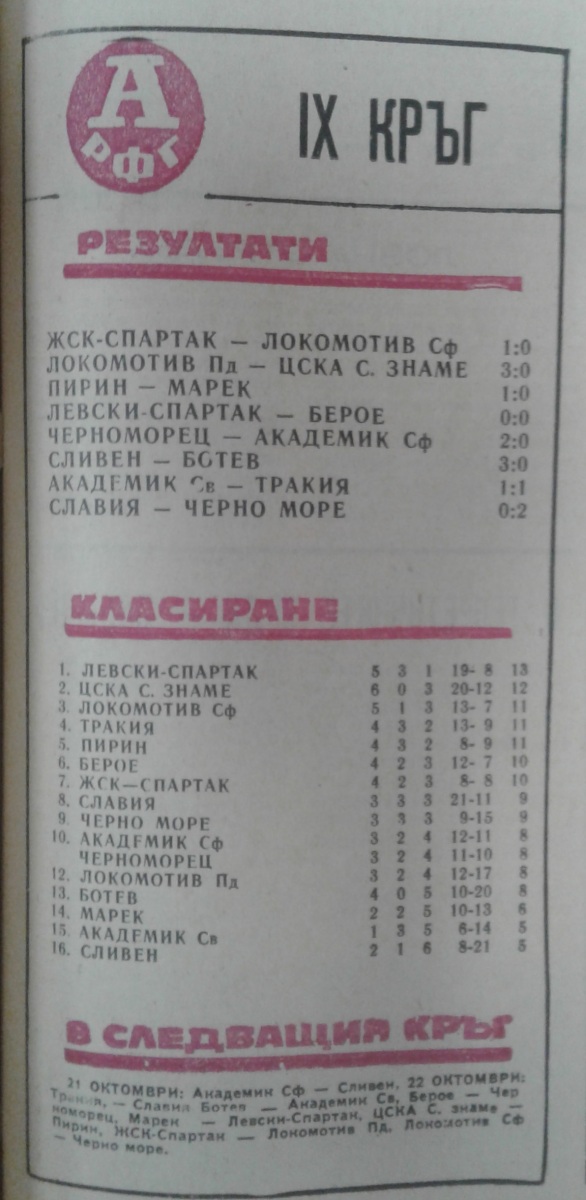 А
РФГ
IX КРЪГ
РЕЗУЛТАТИ
ЖСК-СПАРТАК — ЛОКОМОТИВ Сф 1:0
ЛОКОМОТИВ Пд — ЦСКА С. ЗНАМЕ 3:0
ПИРИН — МАРЕК 1:0
ЛЕВСКИ-СПАРТАК — БЕРОЕ 0:0
ЧЕРНОМОРЕЦ — АКАДЕМИК Сф 2:0
СЛИВЕН — БОТЕВ 3:0
АКАДЕМИК Св — ТРАКИЯ 1:1
СЛАВИЯ — ЧЕРНО МОРЕ 0:2
КЛАСИРАНЕ
1. ЛЕВСКИ-СПАРТАК 5 3 1 19- 8 13
2. ЦСКА С. ЗНАМЕ 6 0 3 20-12 12
3. ЛОКОМОТИВ Сф 5 1 3 13- 7 11
4. ТРАКИЯ 4 3 2 13- 9 11
5. ПИРИН 4 3 2 8- 9 11
6. БЕРОЕ 4 2 3 12- 7 10
7. ЖСК—СПАРТАК 4 2 3 8- 8 10
8. СЛАВИЯ 3 3 3 21-11 9
9. ЧЕРНО МОРЕ 3 3 3 9-15 9
10. АКАДЕМИК Сф 3 2 4 12-11 8
ЧЕРНОМОРЕЦ 3 2 4 11-10 8
12. ЛОКОМОТИВ Пд 3 2 4 12-17 8
13. БОТЕВ 4 0 5 10-20 8
14. МАРЕК 2 2 5 10-13 6
15. АКАДЕМИК Св 1 3 5 6-14 5
16. СЛИВЕН 2 1 6 8-21 5
В СЛЕДВАЩИЯ КРЪГ
21 ОКТОМВРИ: Академик Сф — Сливен, 22 ОКТОМВРИ:
Тракия, — Славия Ботев — Академик Св, Берое — Чер
номорец, Марек — Левски-Спартак, ЦСКА С. знаме —
Пирин, ЖСК-Спартак — Локомотив Пд. Локомотив Сф
— Черно море.